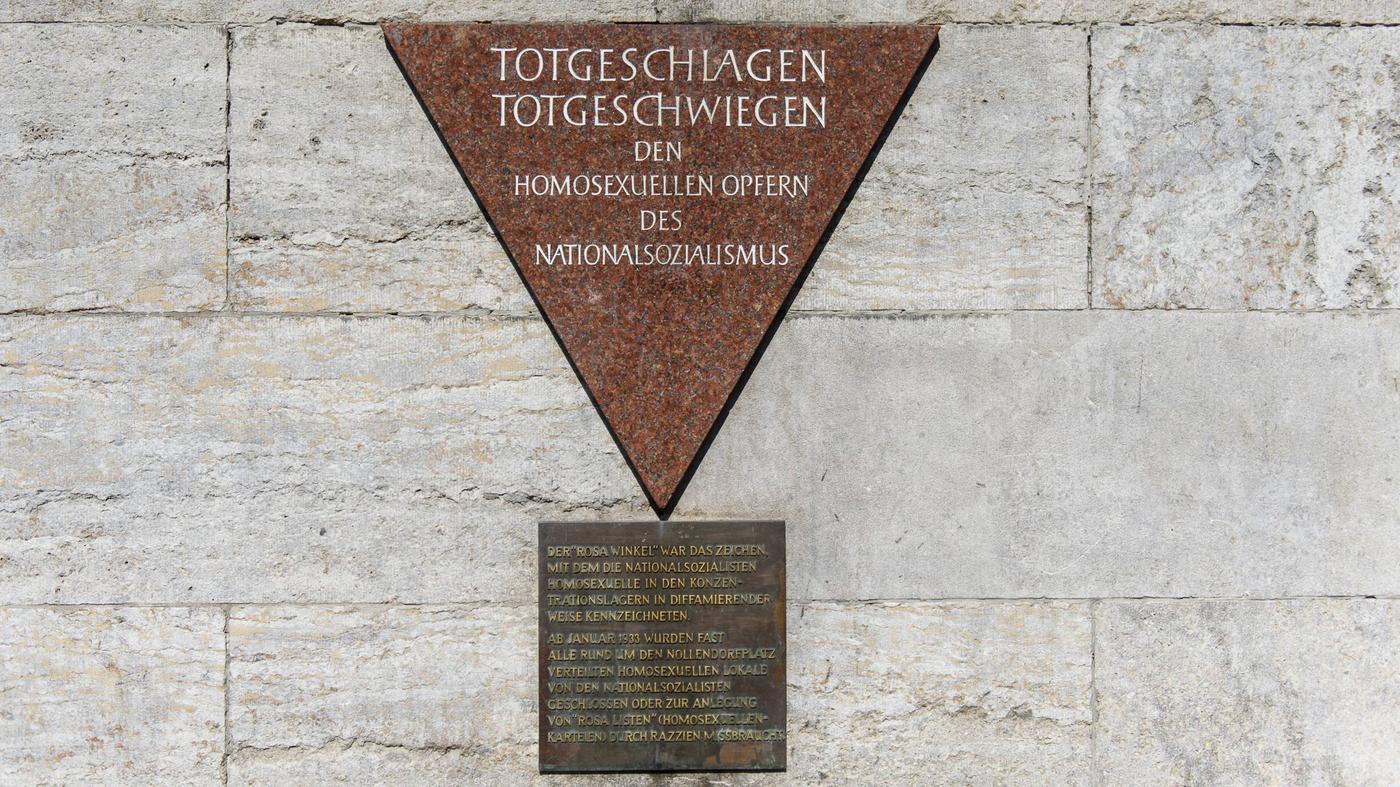 TOTGESCHLAGEN
TOTGESCHWIEGEN
DEN
HOMOSEXUELLEN OPFERN
DES
NATIONALSOZIALISMUS
DER "ROSA WINKEL" WAR DAS ZEICHEN,
MIT DEM DIE NATIONALSOZIALISTEN
HOMOSEXUELLE IN DEN KONZEN-
TRATIONSLAGERN IN DIFFAMIERENDER
WEISE KENNZEICHNETEN.
AB JANUAR 1933 WURDEN FAST
ALLE RUND UM DEN NOLLENDORFPLATZ
VERTEILTEN HOMOSEXUELLEN LOKALE
VON DEN NATIONALSOZIALISTEN
GESCHLOSSEN ODER ZUR ANLEGUNG
VON "ROSA LISTEN" (HOMOSEXUELLEN-
KARTEIEN) DURCH RAZZIEN MISSBRAUCHT.